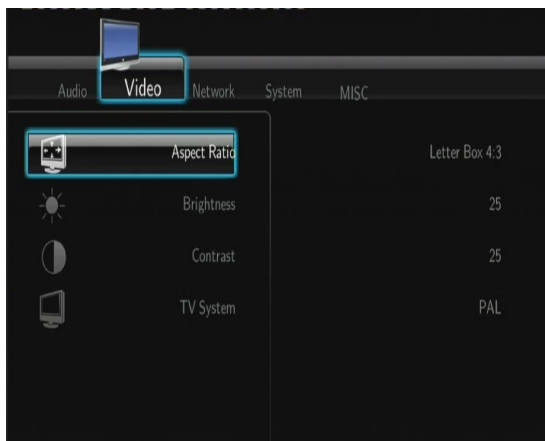 Audio Video Network System MISC
Aspect Ratio Letter Box 4:3
Brightness 25
Contrast 25
TV System PAL